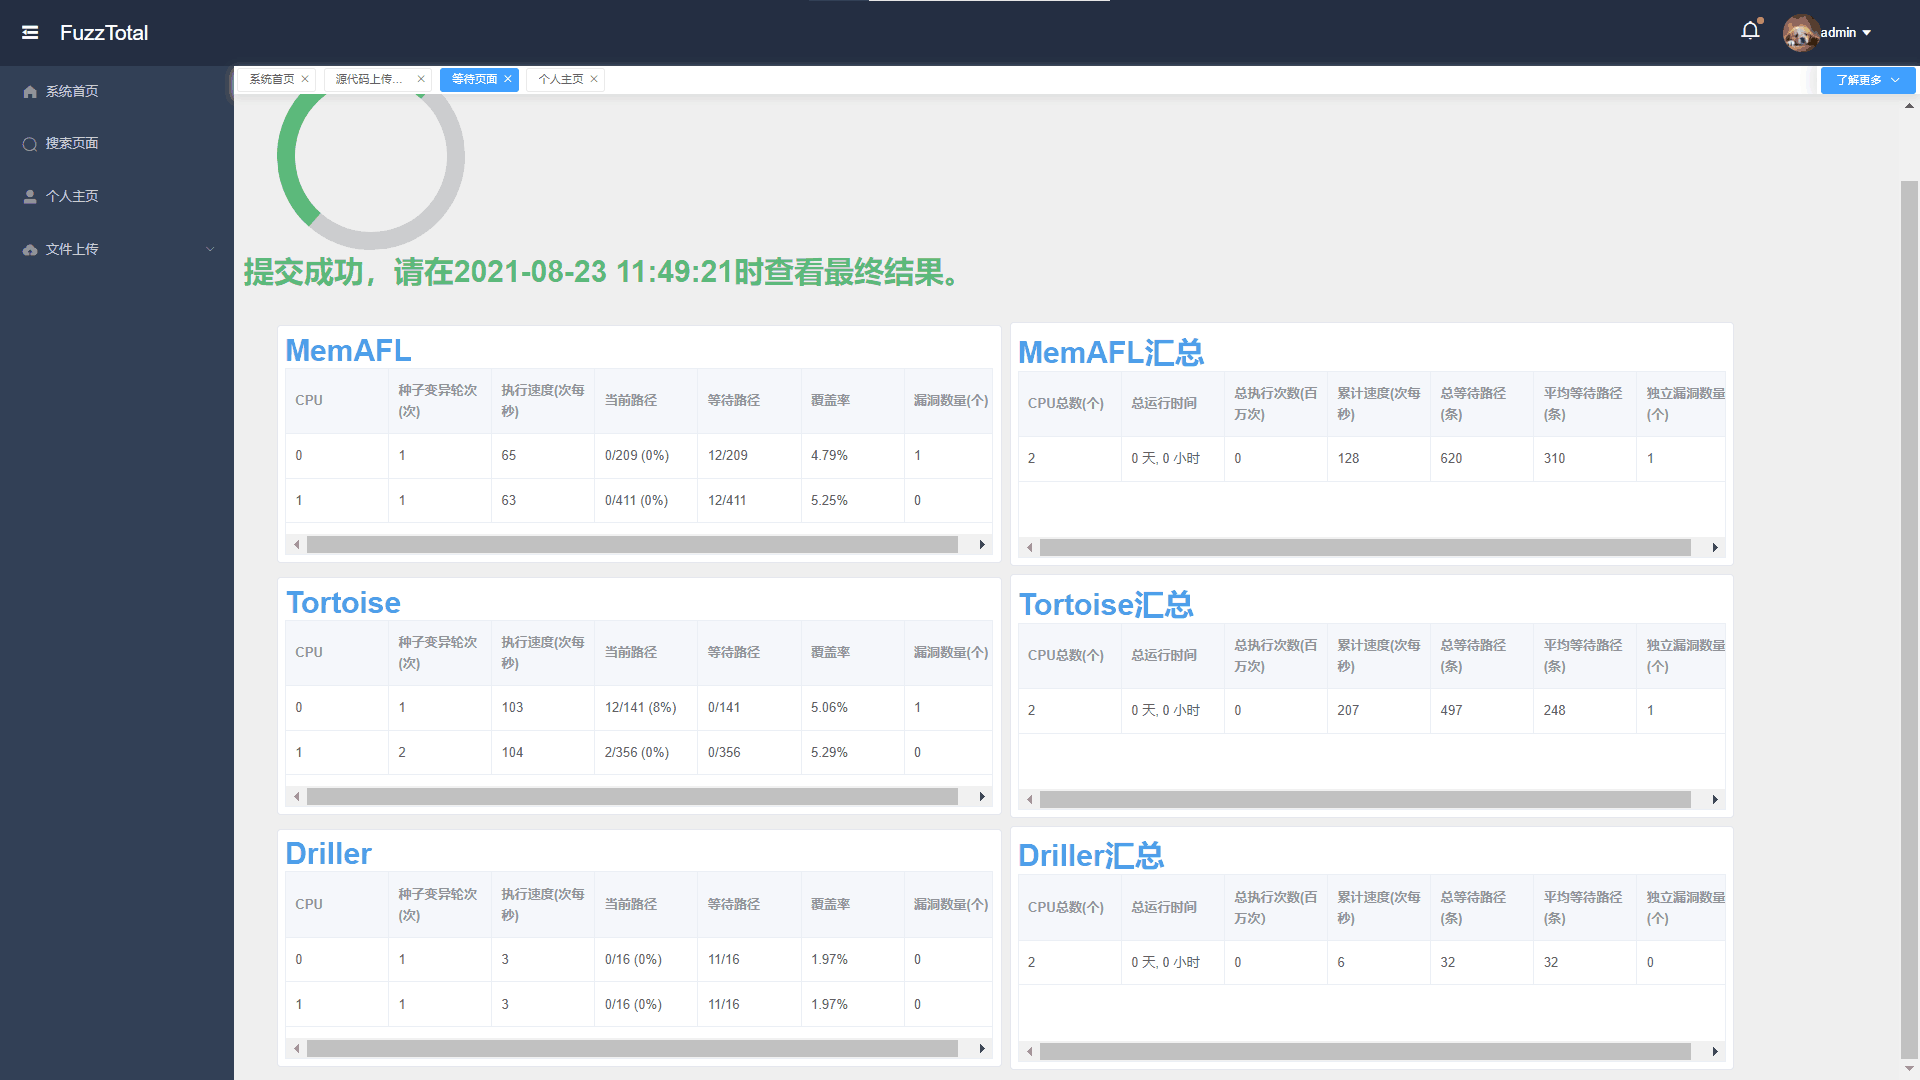 FuzzTotal
admin
系统首页
搜索页面
个人主页
文件上传
系统首页 源代码上传... 等待页面 个人主页
了解更多
提交成功，请在2021-08-23 11:49:21时查看最终结果。
MemAFL
CPU 种子变异轮次(次) 执行速度(次每秒) 当前路径 等待路径 覆盖率 漏洞数量(个)
0 1 65 0/209 (0%) 12/209 4.79% 1
1 1 63 0/411 (0%) 12/411 5.25% 0
MemAFL汇总
CPU总数(个) 总运行时间 总执行次数(百万次) 累计速度(次每秒) 总等待路径(条) 平均等待路径(条) 独立漏洞数量(个)
2 0 天, 0 小时 0 128 620 310 1
Tortoise
CPU 种子变异轮次(次) 执行速度(次每秒) 当前路径 等待路径 覆盖率 漏洞数量(个)
0 1 103 12/141 (8%) 0/141 5.06% 1
1 2 104 2/356 (0%) 0/356 5.29% 0
Tortoise汇总
CPU总数(个) 总运行时间 总执行次数(百万次) 累计速度(次每秒) 总等待路径(条) 平均等待路径(条) 独立漏洞数量(个)
2 0 天, 0 小时 0 207 497 248 1
Driller
CPU 种子变异轮次(次) 执行速度(次每秒) 当前路径 等待路径 覆盖率 漏洞数量(个)
0 1 3 0/16 (0%) 11/16 1.97% 0
1 1 3 0/16 (0%) 11/16 1.97% 0
Driller汇总
CPU总数(个) 总运行时间 总执行次数(百万次) 累计速度(次每秒) 总等待路径(条) 平均等待路径(条) 独立漏洞数量(个)
2 0 天, 0 小时 0 6 32 32 0